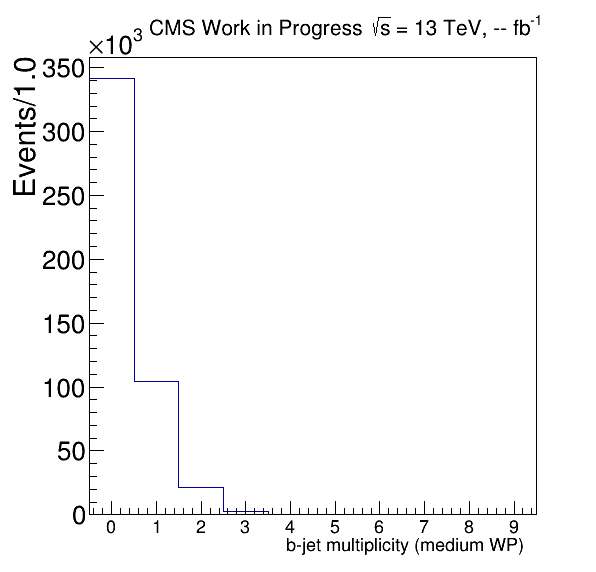 ×10³ CMS Work in Progress √s = 13 TeV, -- fb⁻¹
Events/1.0
350
300
250
200
150
100
50
0
0 1 2 3 4 5 6 7 8 9
b-jet multiplicity (medium WP)